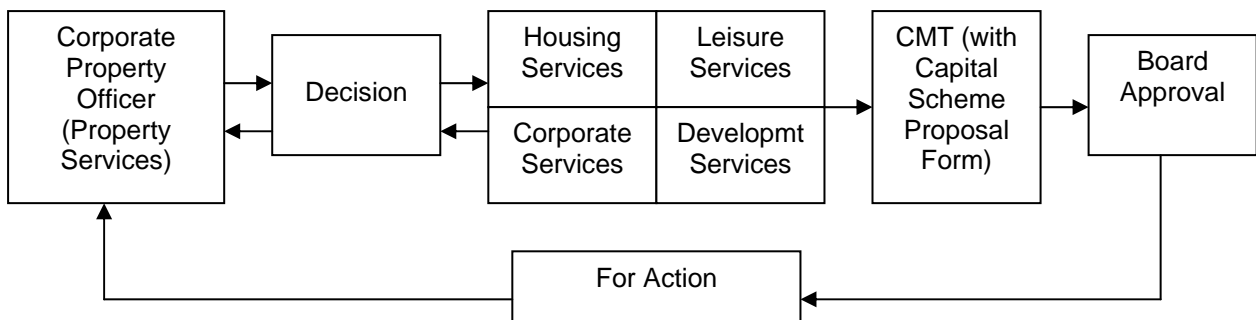 Corporate
Property
Officer
(Property
Services)
Decision
Housing
Services
Leisure
Services
Corporate
Services
Developmt
Services
CMT (with
Capital
Scheme
Proposal
Form)
Board
Approval
For Action